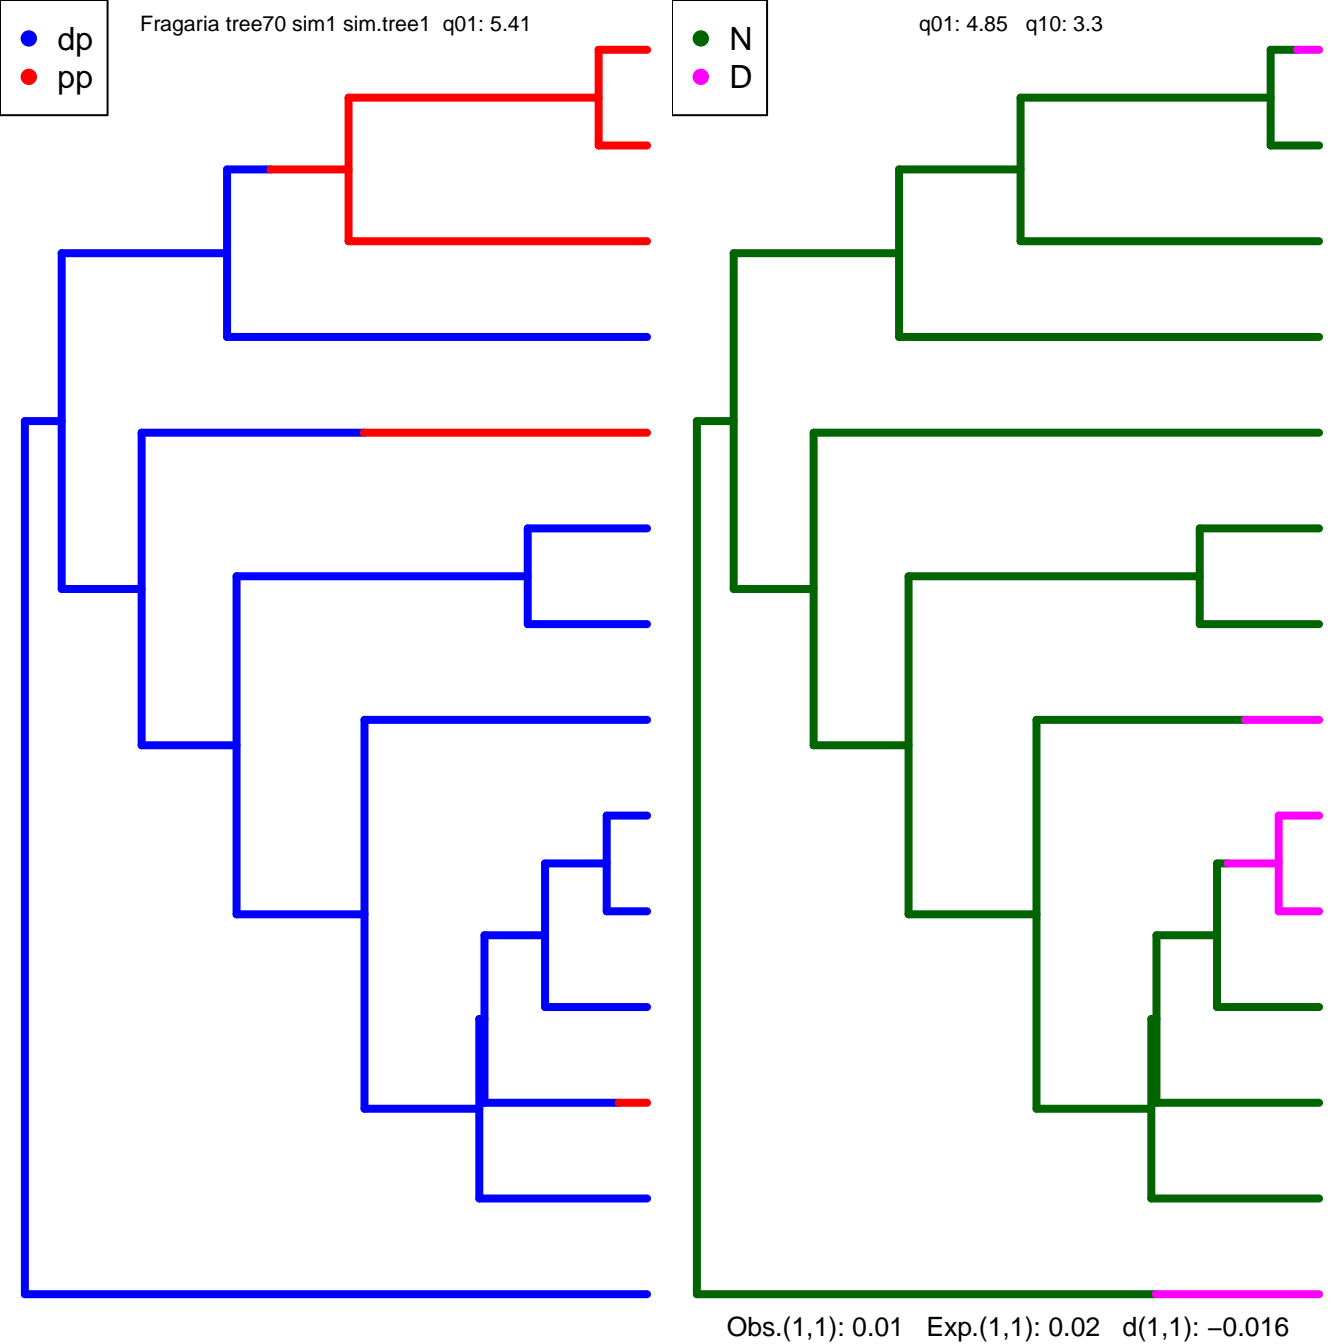 Fragaria tree70 sim1 sim.tree1 q01: 5.41
dp
pp
q01: 4.85 q10: 3.3
N
D
Obs.(1,1): 0.01 Exp.(1,1): 0.02 d(1,1): −0.016